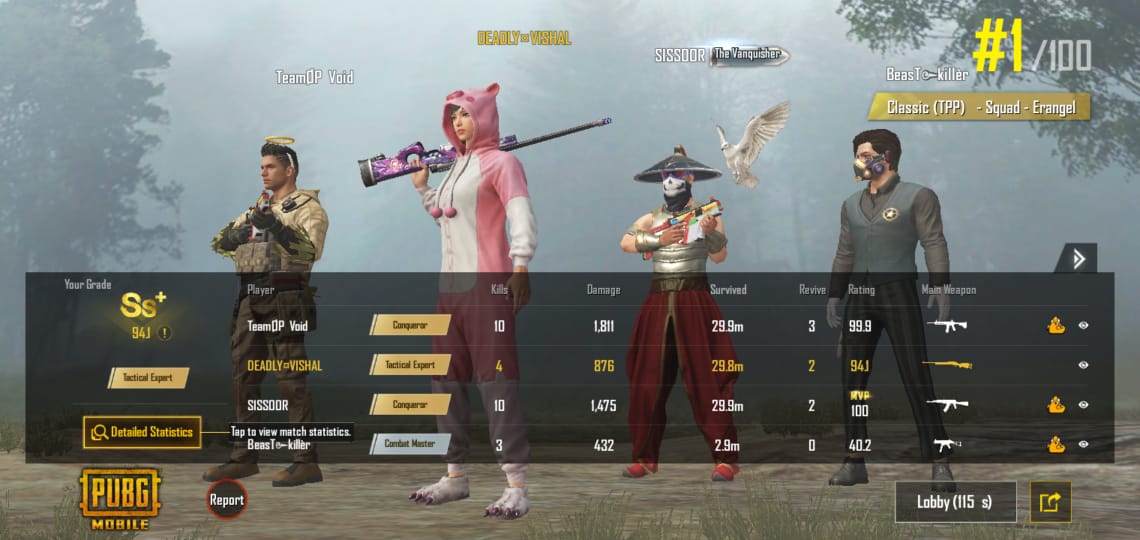 #1/100
DEADLY¤VISHAL
SISSOOR The Vanquisher
TeamØP Void
BeasT killer
Classic (TPP) - Squad - Erangel
Your Grade
Ss+
94.1 !
Tactical Expert
Detailed Statistics
Tap to view match statistics.
Player Kills Damage Survived Revive Rating Main Weapon
TeamØP Void Conqueror 10 1,811 29.9m 3 99.9
DEADLY¤VISHAL Tactical Expert 4 876 29.8m 2 94.1
MVP
SISSOOR Conqueror 10 1,475 29.9m 2 100
BeasT killer Combat Master 3 432 2.9m 0 40.2
PUBG
MOBILE
Report
Lobby (115 s)